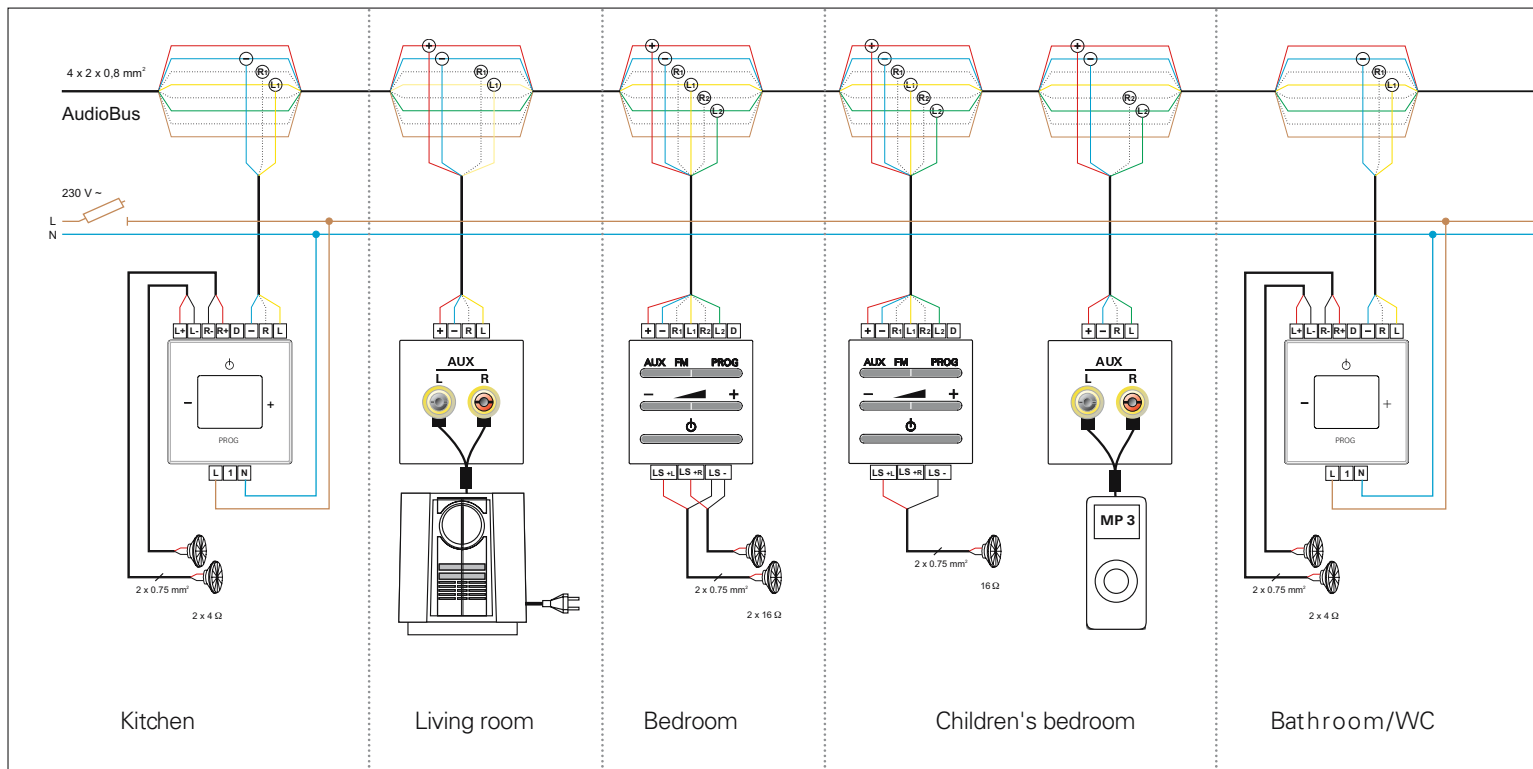 + + + +
− − − − − −
R1 R1 R1 R1 R1
4 x 2 x 0,8 mm²
L1 L1 L1 L1 L1
R2 R2 R2
AudioBus
L2 L2 L2
230 V ~
L
N
L+ L- R- R+ D − R L
+ − R L
+ − R1 L1 R2 L2 D
+ − R1 L1 R2 L2 D
+ − R L
L+ L- R- R+ D − R L
− +
PROG
L 1 N
AUX
L R
AUX FM PROG
− +
LS +L LS +R LS -
AUX FM PROG
− +
LS +L LS +R LS -
AUX
L R
MP 3
− +
PROG
L 1 N
2 x 0.75 mm²
2 x 4 Ω
2 x 0.75 mm²
2 x 16 Ω
2 x 0.75 mm²
16 Ω
2 x 0.75 mm²
2 x 4 Ω
Kitchen
Living room
Bedroom
Children's bedroom
Bathroom/WC